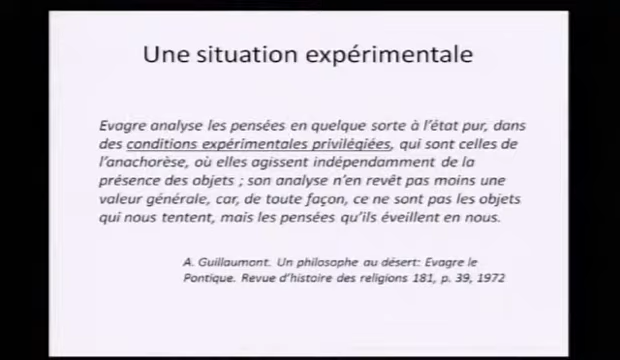 Une situation expérimentale
Evagre analyse les pensées en quelque sorte à l'état pur, dans
des conditions expérimentales privilégiées, qui sont celles de
l'anachorèse, où elles agissent indépendamment de la
présence des objets ; son analyse n'en revêt pas moins une
valeur générale, car, de toute façon, ce ne sont pas les objets
qui nous tentent, mais les pensées qu'ils éveillent en nous.
A. Guillaumont. Un philosophe au désert: Evagre le
Pontique. Revue d'histoire des religions 181, p. 39, 1972